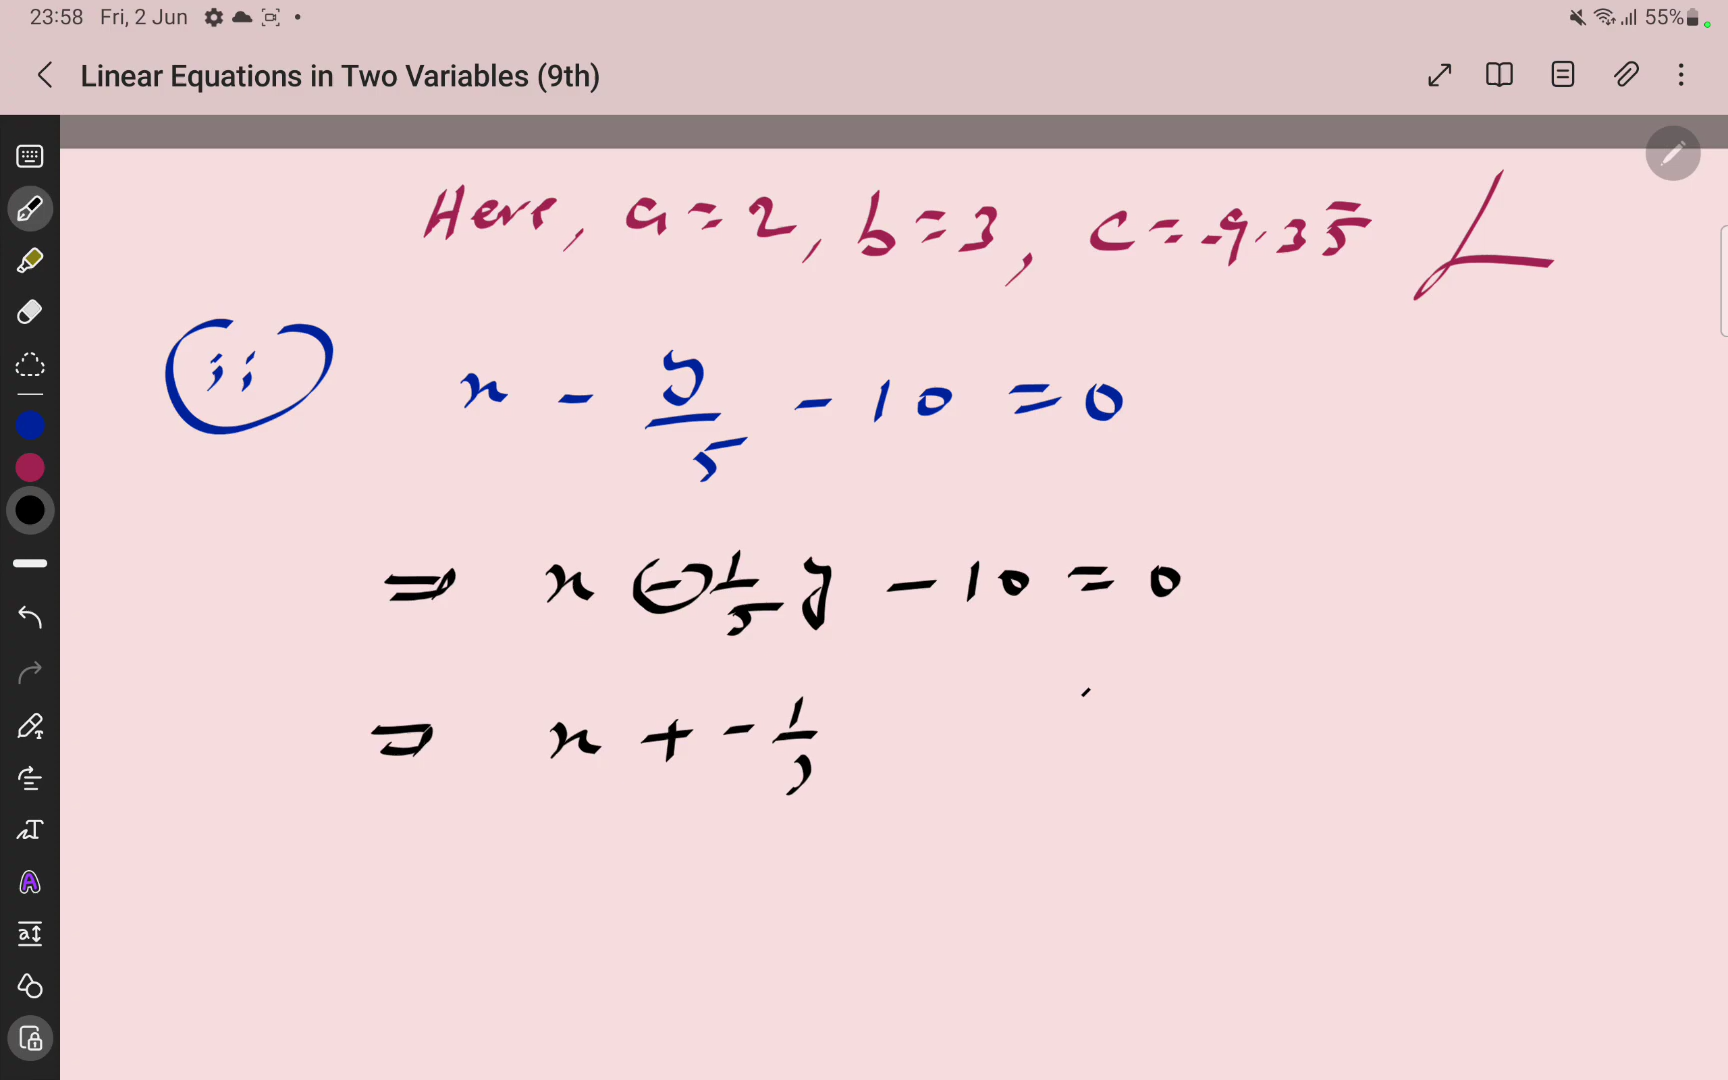 23:58 Fri, 2 Jun 55%
Linear Equations in Two Variables (9th)
Here, a = 2, b = 3, c = -9.35
ii x - y/5 - 10 = 0
⇒ x - 1/5 y - 10 = 0
⇒ x + - 1/